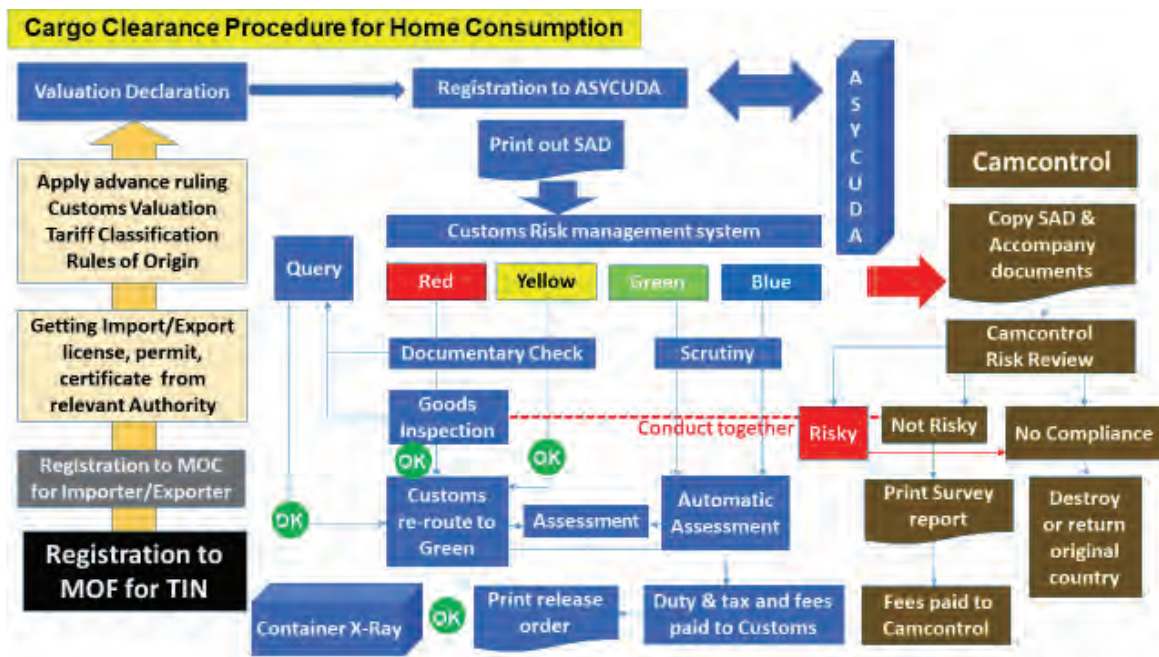 Cargo Clearance Procedure for Home Consumption
Valuation Declaration
Registration to ASYCUDA
A
S
Y
C
U
D
A
Print out SAD
Camcontrol
Apply advance ruling
Customs Valuation
Tariff Classification
Rules of Origin
Customs Risk management system
Copy SAD &
Accompany
documents
Query
Red
Yellow
Green
Blue
Getting Import/Export
license, permit,
certificate from
relevant Authority
Documentary Check
Scrutiny
Camcontrol
Risk Review
Goods
Inspection
Conduct together
Risky
Not Risky
No Compliance
OK
OK
Registration to MOC
for Importer/Exporter
OK
Customs
re-route to
Green
Assessment
Automatic
Assessment
Print Survey
report
Destroy
or return
original
country
Registration to
MOF for TIN
Container X-Ray
OK
Print release
order
Duty & tax and fees
paid to Customs
Fees paid to
Camcontrol